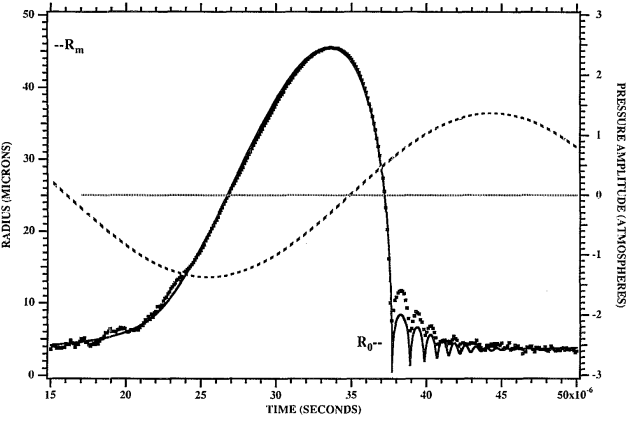 50
40
30
20
10
0
RADIUS (MICRONS)
--Rm
R0--
3
2
1
0
-1
-2
-3
PRESSURE AMPLITUDE (ATMOSPHERES)
15 20 25 30 35 40 45 50x10-6
TIME (SECONDS)